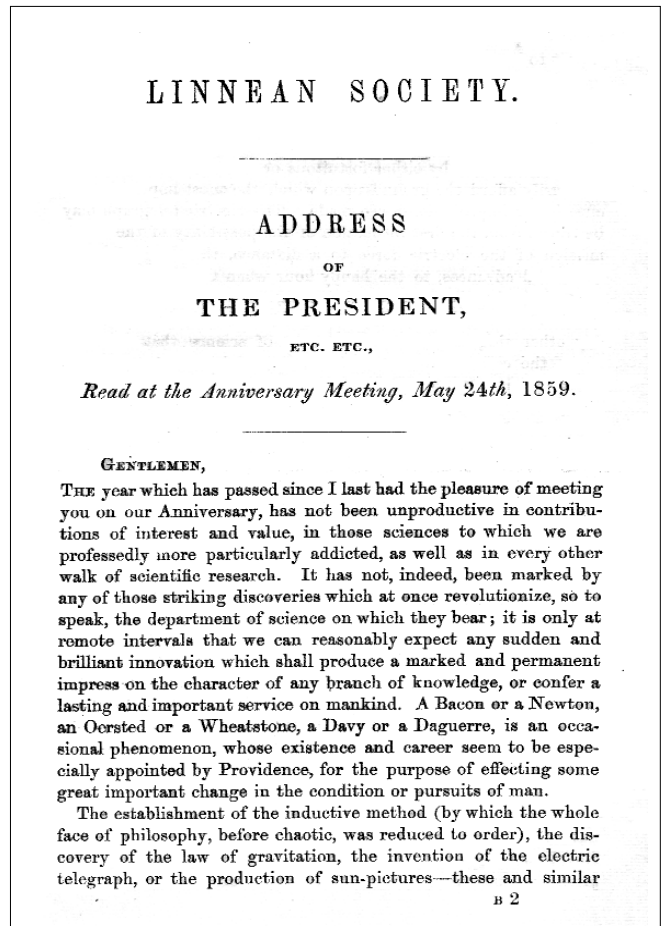 LINNEAN SOCIETY.
ADDRESS
OF
THE PRESIDENT,
ETC. ETC.,
Read at the Anniversary Meeting, May 24th, 1859.
GENTLEMEN,
THE year which has passed since I last had the pleasure of meeting
you on our Anniversary, has not been unproductive in contribu-
tions of interest and value, in those sciences to which we are
professedly more particularly addicted, as well as in every other
walk of scientific research. It has not, indeed, been marked by
any of those striking discoveries which at once revolutionize, so to
speak, the department of science on which they bear; it is only at
remote intervals that we can reasonably expect any sudden and
brilliant innovation which shall produce a marked and permanent
impress on the character of any branch of knowledge, or confer a
lasting and important service on mankind. A Bacon or a Newton,
an Oersted or a Wheatstone, a Davy or a Daguerre, is an occa-
sional phenomenon, whose existence and career seem to be espe-
cially appointed by Providence, for the purpose of effecting some
great important change in the condition or pursuits of man.
The establishment of the inductive method (by which the whole
face of philosophy, before chaotic, was reduced to order), the dis-
covery of the law of gravitation, the invention of the electric
telegraph, or the production of sun-pictures—these and similar
B 2